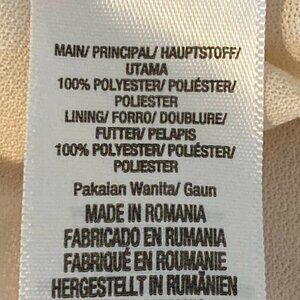 MAIN/ PRINCIPAL/ HAUPTSTOFF/
UTAMA
100% POLYESTER/ POLIÉSTER/
POLIESTER
LINING/ FORRO/ DOUBLURE/
FUTTER/ PELAPIS
100% POLYESTER/ POLIÉSTER/
POLIESTER
Pakaian Wanita/ Gaun
MADE IN ROMANIA
FABRICADO EN RUMANIA
FABRIQUÉ EN ROUMANIE
HERGESTELLT IN RUMÄNIEN